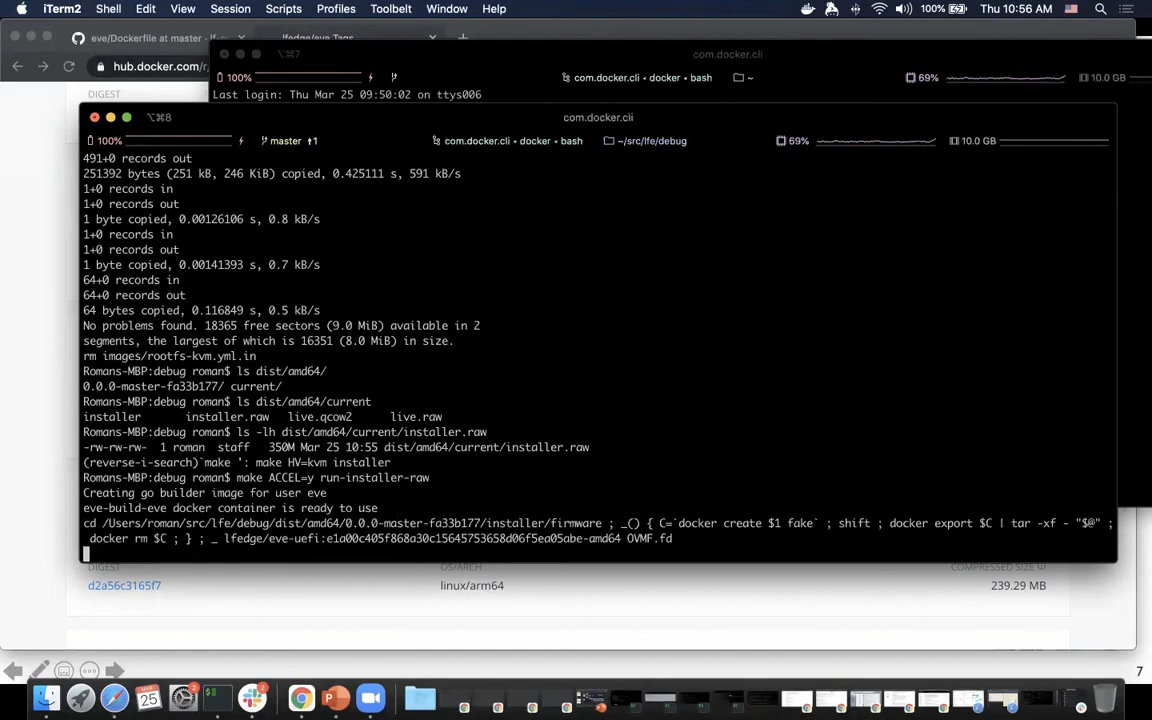 iTerm2 Shell Edit View Session Scripts Profiles Toolbelt Window Help 100% Thu 10:56 AM
eve/Dockerfile at master · lf lfedge/eve Tags
⌥⌘7 com.docker.cli
hub.docker.com/r 100% com.docker.cli • docker • bash ~ 69% 10.0 GB
DIGEST Last login: Thu Mar 25 09:50:02 on ttys006
⌥⌘8 com.docker.cli
100% master ↑1 com.docker.cli • docker • bash ~/src/lfe/debug 69% 10.0 GB
491+0 records out
251392 bytes (251 kB, 246 KiB) copied, 0.425111 s, 591 kB/s
1+0 records in
1+0 records out
1 byte copied, 0.00126106 s, 0.8 kB/s
1+0 records in
1+0 records out
1 byte copied, 0.00141393 s, 0.7 kB/s
64+0 records in
64+0 records out
64 bytes copied, 0.116849 s, 0.5 kB/s
No problems found. 18365 free sectors (9.0 MiB) available in 2
segments, the largest of which is 16351 (8.0 MiB) in size.
rm images/rootfs-kvm.yml.in
Romans-MBP:debug roman$ ls dist/amd64/
0.0.0-master-fa33b177/ current/
Romans-MBP:debug roman$ ls dist/amd64/current
installer installer.raw live.qcow2 live.raw
Romans-MBP:debug roman$ ls -lh dist/amd64/current/installer.raw
-rw-rw-rw- 1 roman staff 350M Mar 25 10:55 dist/amd64/current/installer.raw
(reverse-i-search)`make ': make HV=kvm installer
Romans-MBP:debug roman$ make ACCEL=y run-installer-raw
Creating go builder image for user eve
eve-build-eve docker container is ready to use
cd /Users/roman/src/lfe/debug/dist/amd64/0.0.0-master-fa33b177/installer/firmware ; _() { C=`docker create $1 fake` ; shift ; docker export $C | tar -xf - "$@" ;
docker rm $C ; } ; _ lfedge/eve-uefi:e1a00c405f868a30c15645753658d06f5ea05abe-amd64 OVMF.fd
DIGEST OS/ARCH COMPRESSED SIZE
d2a56c3165f7 linux/arm64 239.29 MB
7